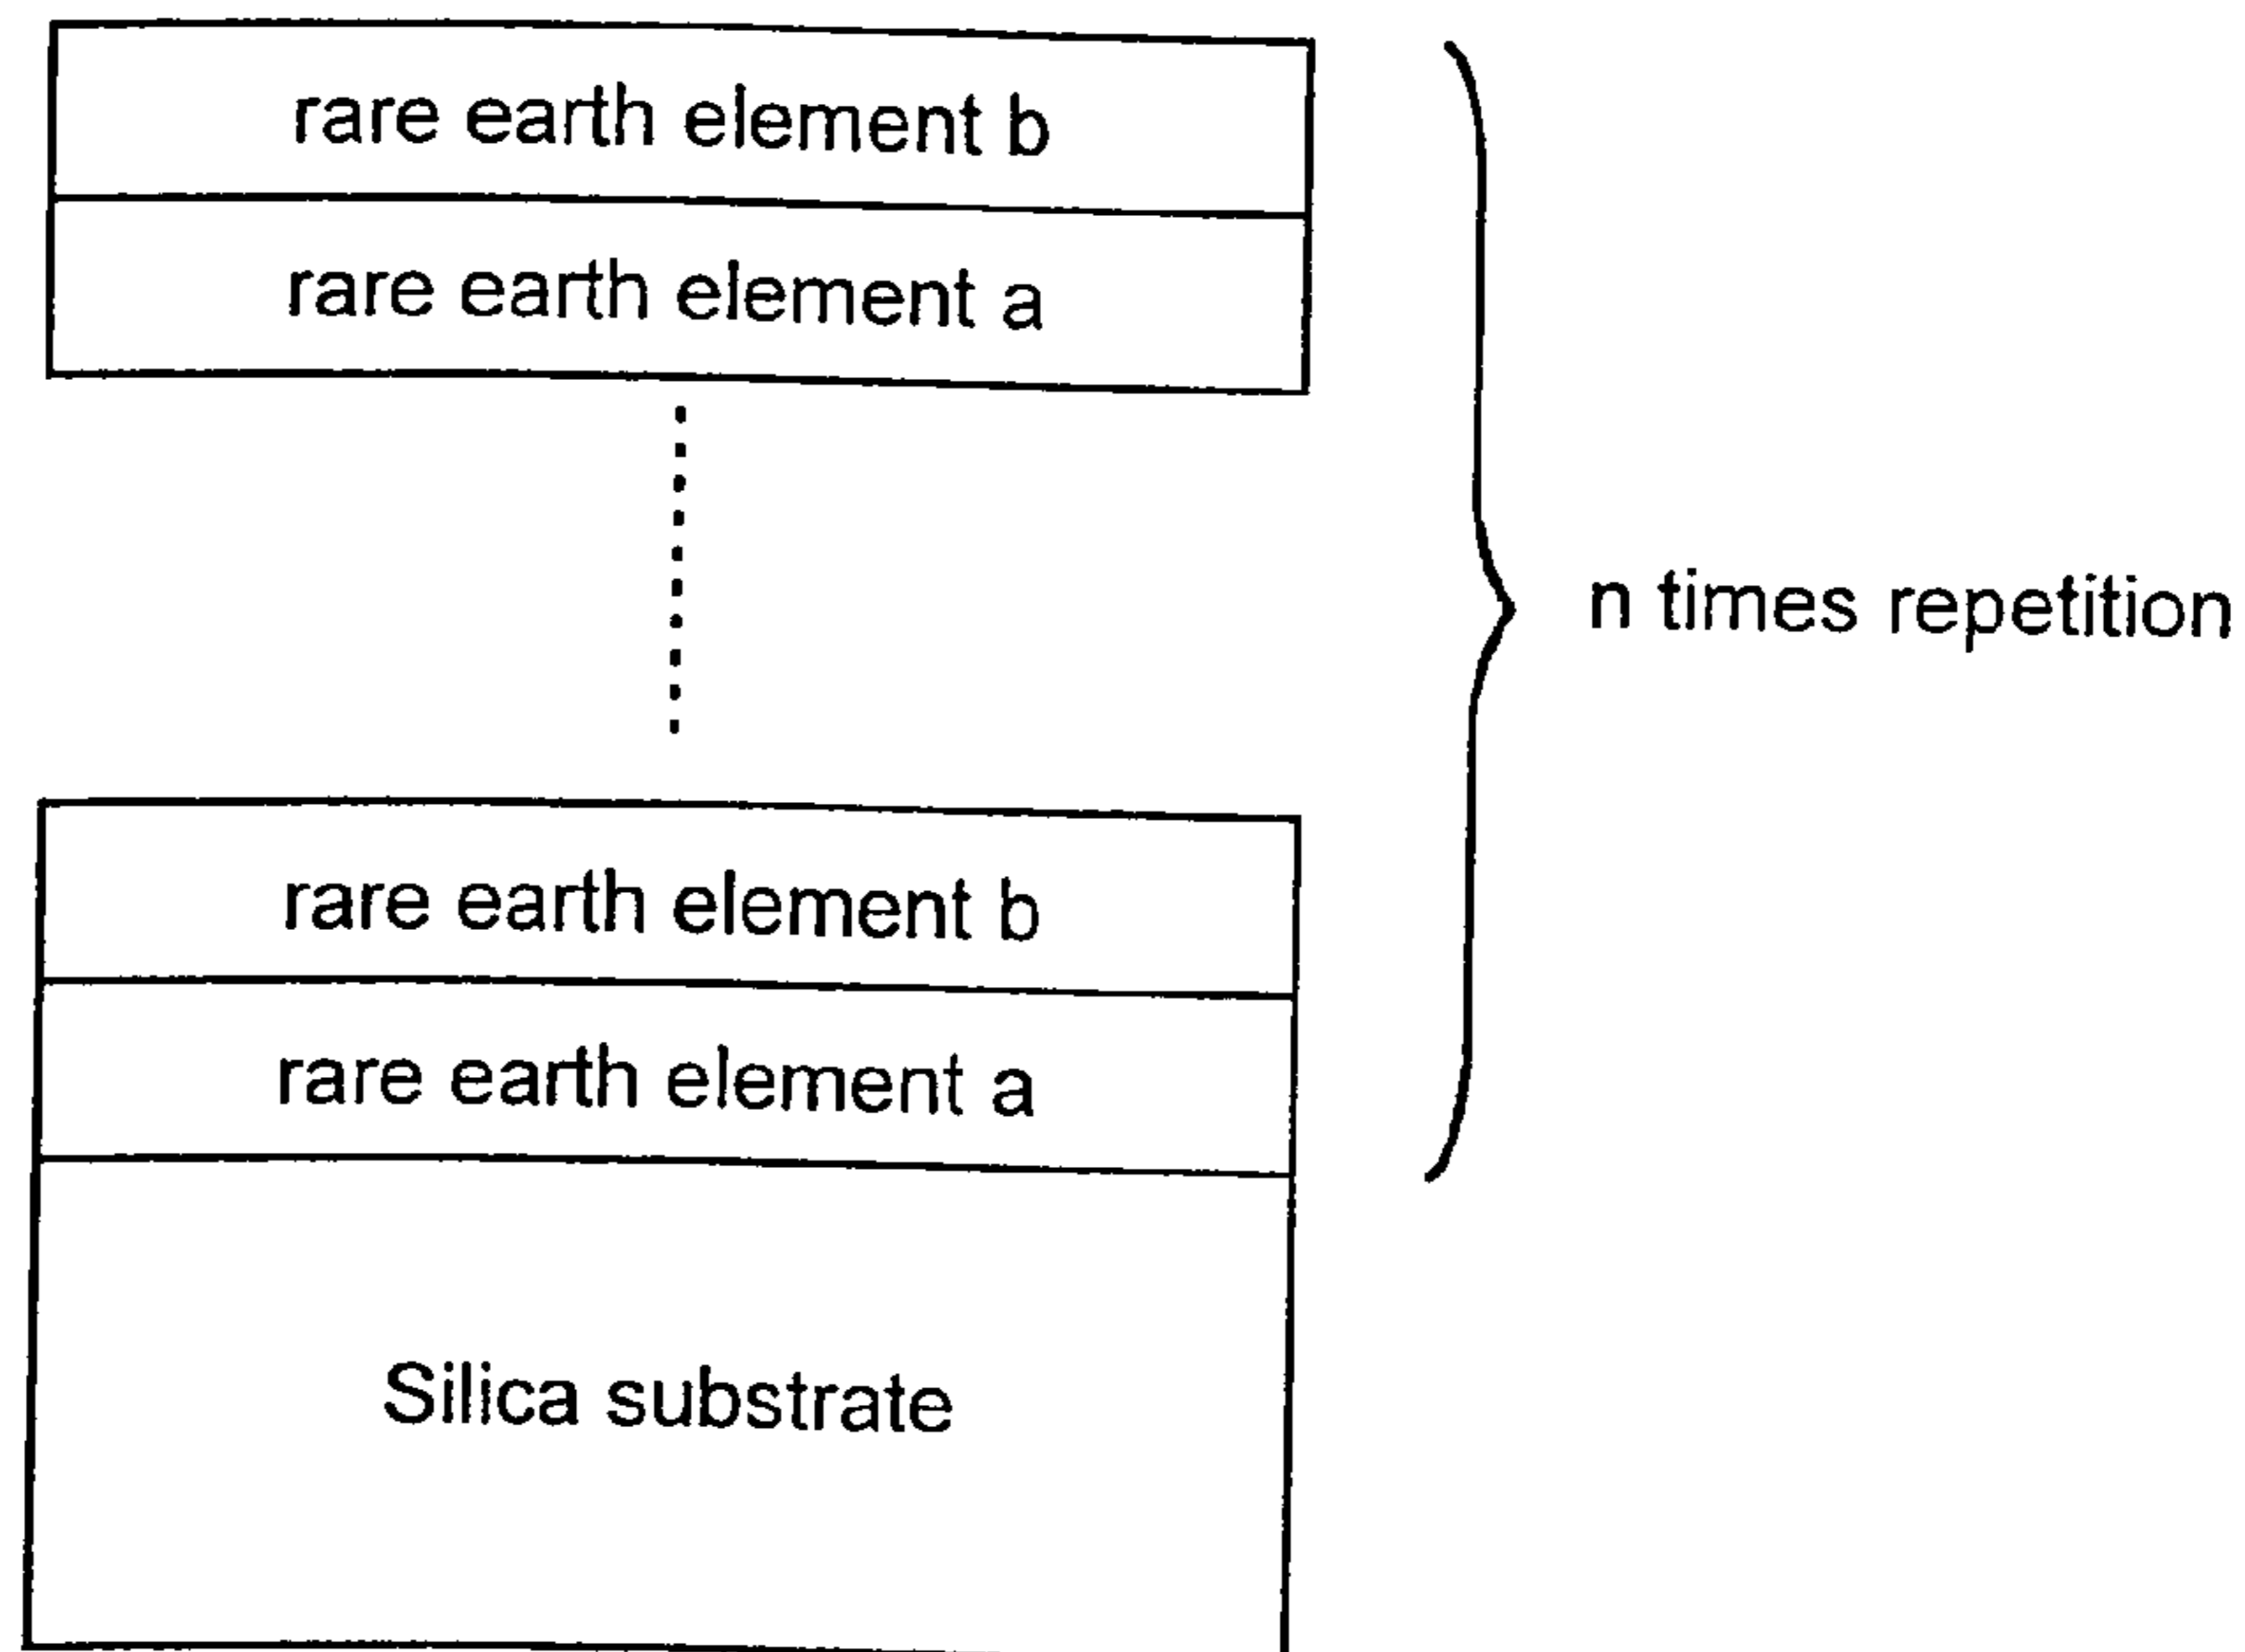 rare earth element b
rare earth element a
n times repetition
rare earth element b
rare earth element a
Silica substrate